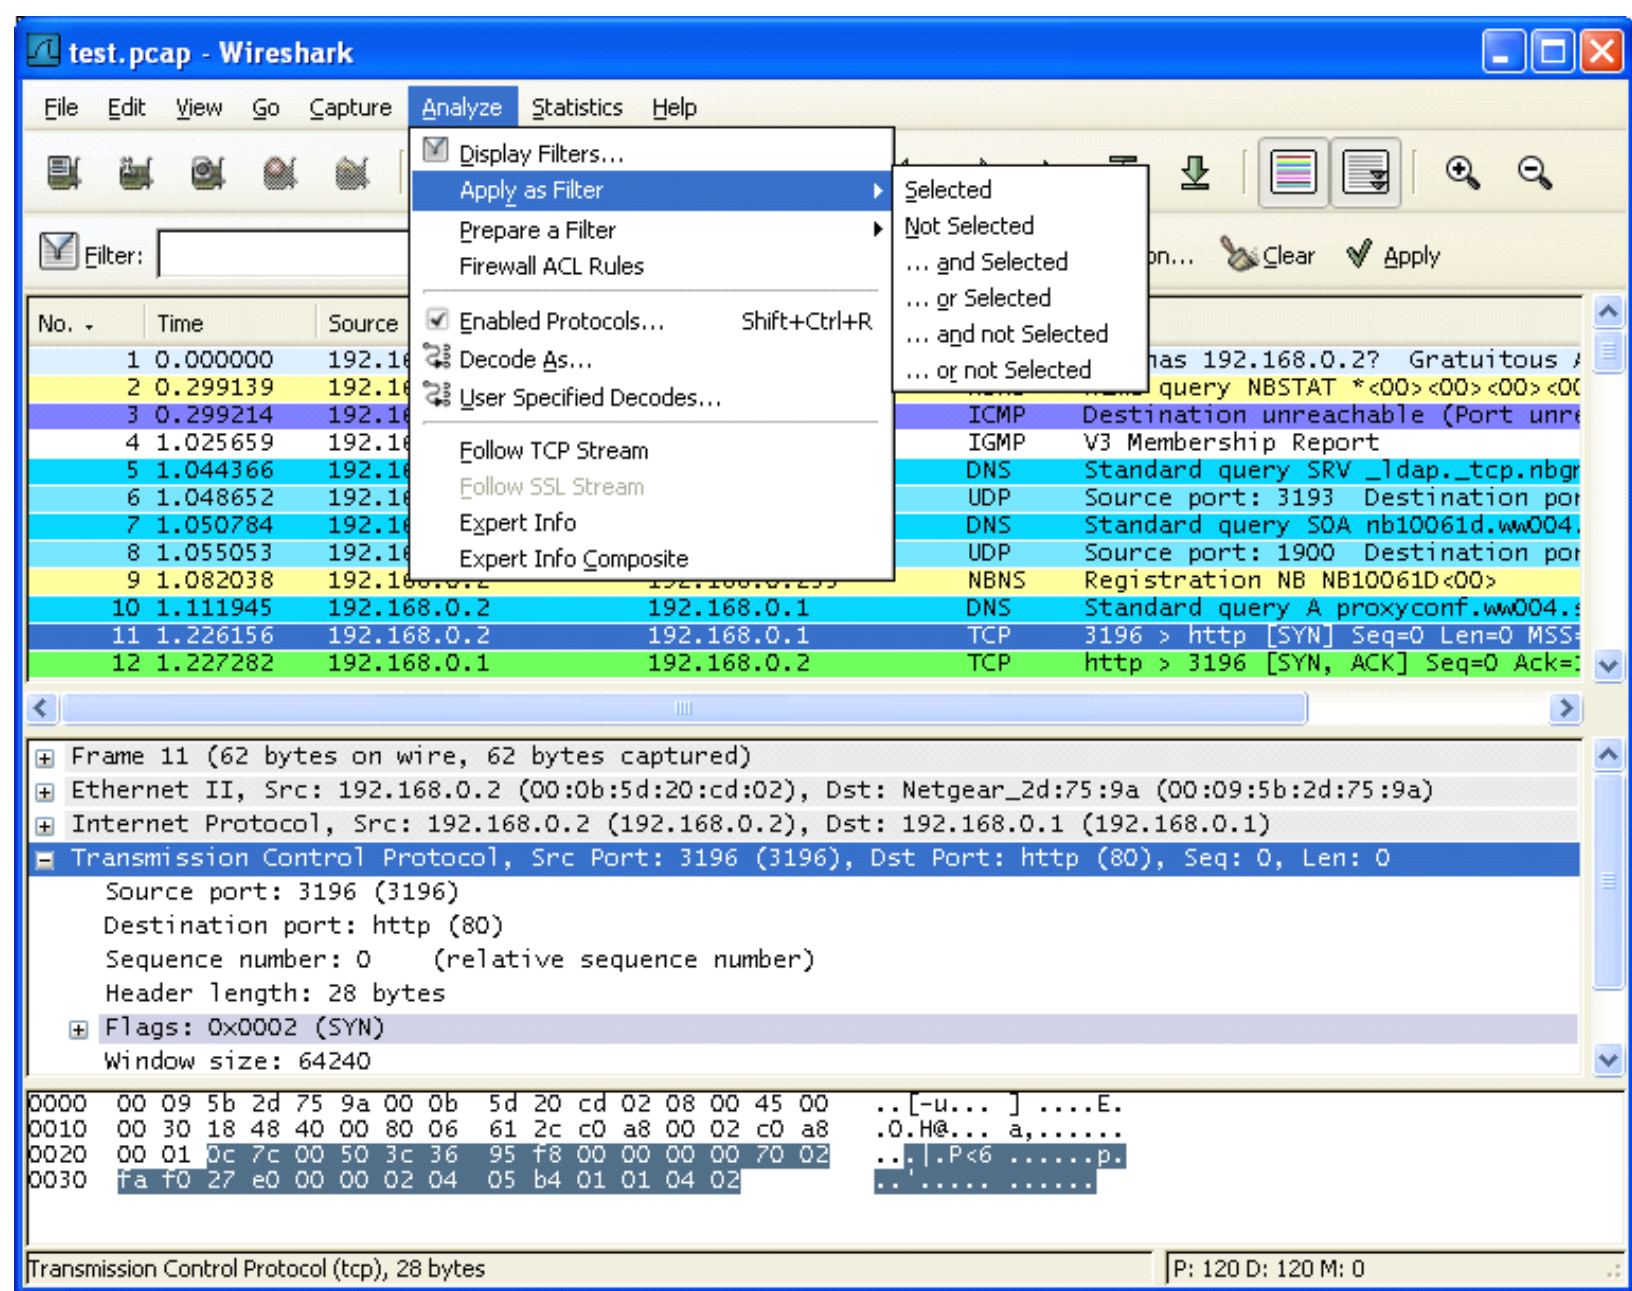 test.pcap - Wireshark
File Edit View Go Capture Analyze Statistics Help
Display Filters...
Apply as Filter
Prepare a Filter
Firewall ACL Rules
Enabled Protocols... Shift+Ctrl+R
Decode As...
User Specified Decodes...
Follow TCP Stream
Follow SSL Stream
Expert Info
Expert Info Composite
Selected
Not Selected
... and Selected
... or Selected
... and not Selected
... or not Selected
Filter: on... Clear Apply
No. Time Source
1 0.000000 192.16 has 192.168.0.2? Gratuitous
2 0.299139 192.16 query NBSTAT *<00><00><00><00
3 0.299214 192.16 ICMP Destination unreachable (Port unre
4 1.025659 192.16 IGMP V3 Membership Report
5 1.044366 192.16 DNS Standard query SRV _ldap._tcp.nbgr
6 1.048652 192.16 UDP Source port: 3193 Destination por
7 1.050784 192.16 DNS Standard query SOA nb10061d.ww004.
8 1.055053 192.16 UDP Source port: 1900 Destination por
9 1.082038 192.168.0.2 192.168.0.255 NBNS Registration NB NB10061D<00>
10 1.111945 192.168.0.2 192.168.0.1 DNS Standard query A proxyconf.ww004.s
11 1.226156 192.168.0.2 192.168.0.1 TCP 3196 > http [SYN] Seq=0 Len=0 MSS=
12 1.227282 192.168.0.1 192.168.0.2 TCP http > 3196 [SYN, ACK] Seq=0 Ack=1
Frame 11 (62 bytes on wire, 62 bytes captured)
Ethernet II, Src: 192.168.0.2 (00:0b:5d:20:cd:02), Dst: Netgear_2d:75:9a (00:09:5b:2d:75:9a)
Internet Protocol, Src: 192.168.0.2 (192.168.0.2), Dst: 192.168.0.1 (192.168.0.1)
Transmission Control Protocol, Src Port: 3196 (3196), Dst Port: http (80), Seq: 0, Len: 0
Source port: 3196 (3196)
Destination port: http (80)
Sequence number: 0 (relative sequence number)
Header length: 28 bytes
Flags: 0x0002 (SYN)
Window size: 64240
0000 00 09 5b 2d 75 9a 00 0b 5d 20 cd 02 08 00 45 00 ..[-u... ] ....E.
0010 00 30 18 48 40 00 80 06 61 2c c0 a8 00 02 c0 a8 .0.H@... a,......
0020 00 01 0c 7c 00 50 3c 36 95 f8 00 00 00 00 70 02 ...|.P<6 ......p.
0030 fa f0 27 e0 00 00 02 04 05 b4 01 01 04 02 ..'..... ......
Transmission Control Protocol (tcp), 28 bytes P: 120 D: 120 M: 0